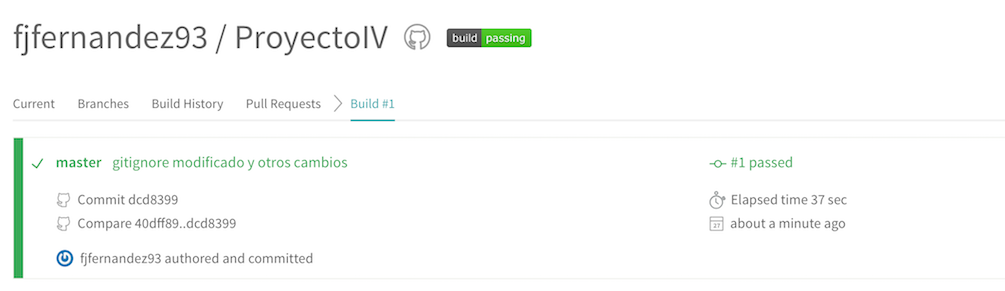 fjfernandez93 / ProyectoIV build passing
Current Branches Build History Pull Requests Build #1
master gitignore modificado y otros cambios #1 passed
Commit dcd8399 Elapsed time 37 sec
Compare 40dff89..dcd8399 27 about a minute ago
fjfernandez93 authored and committed